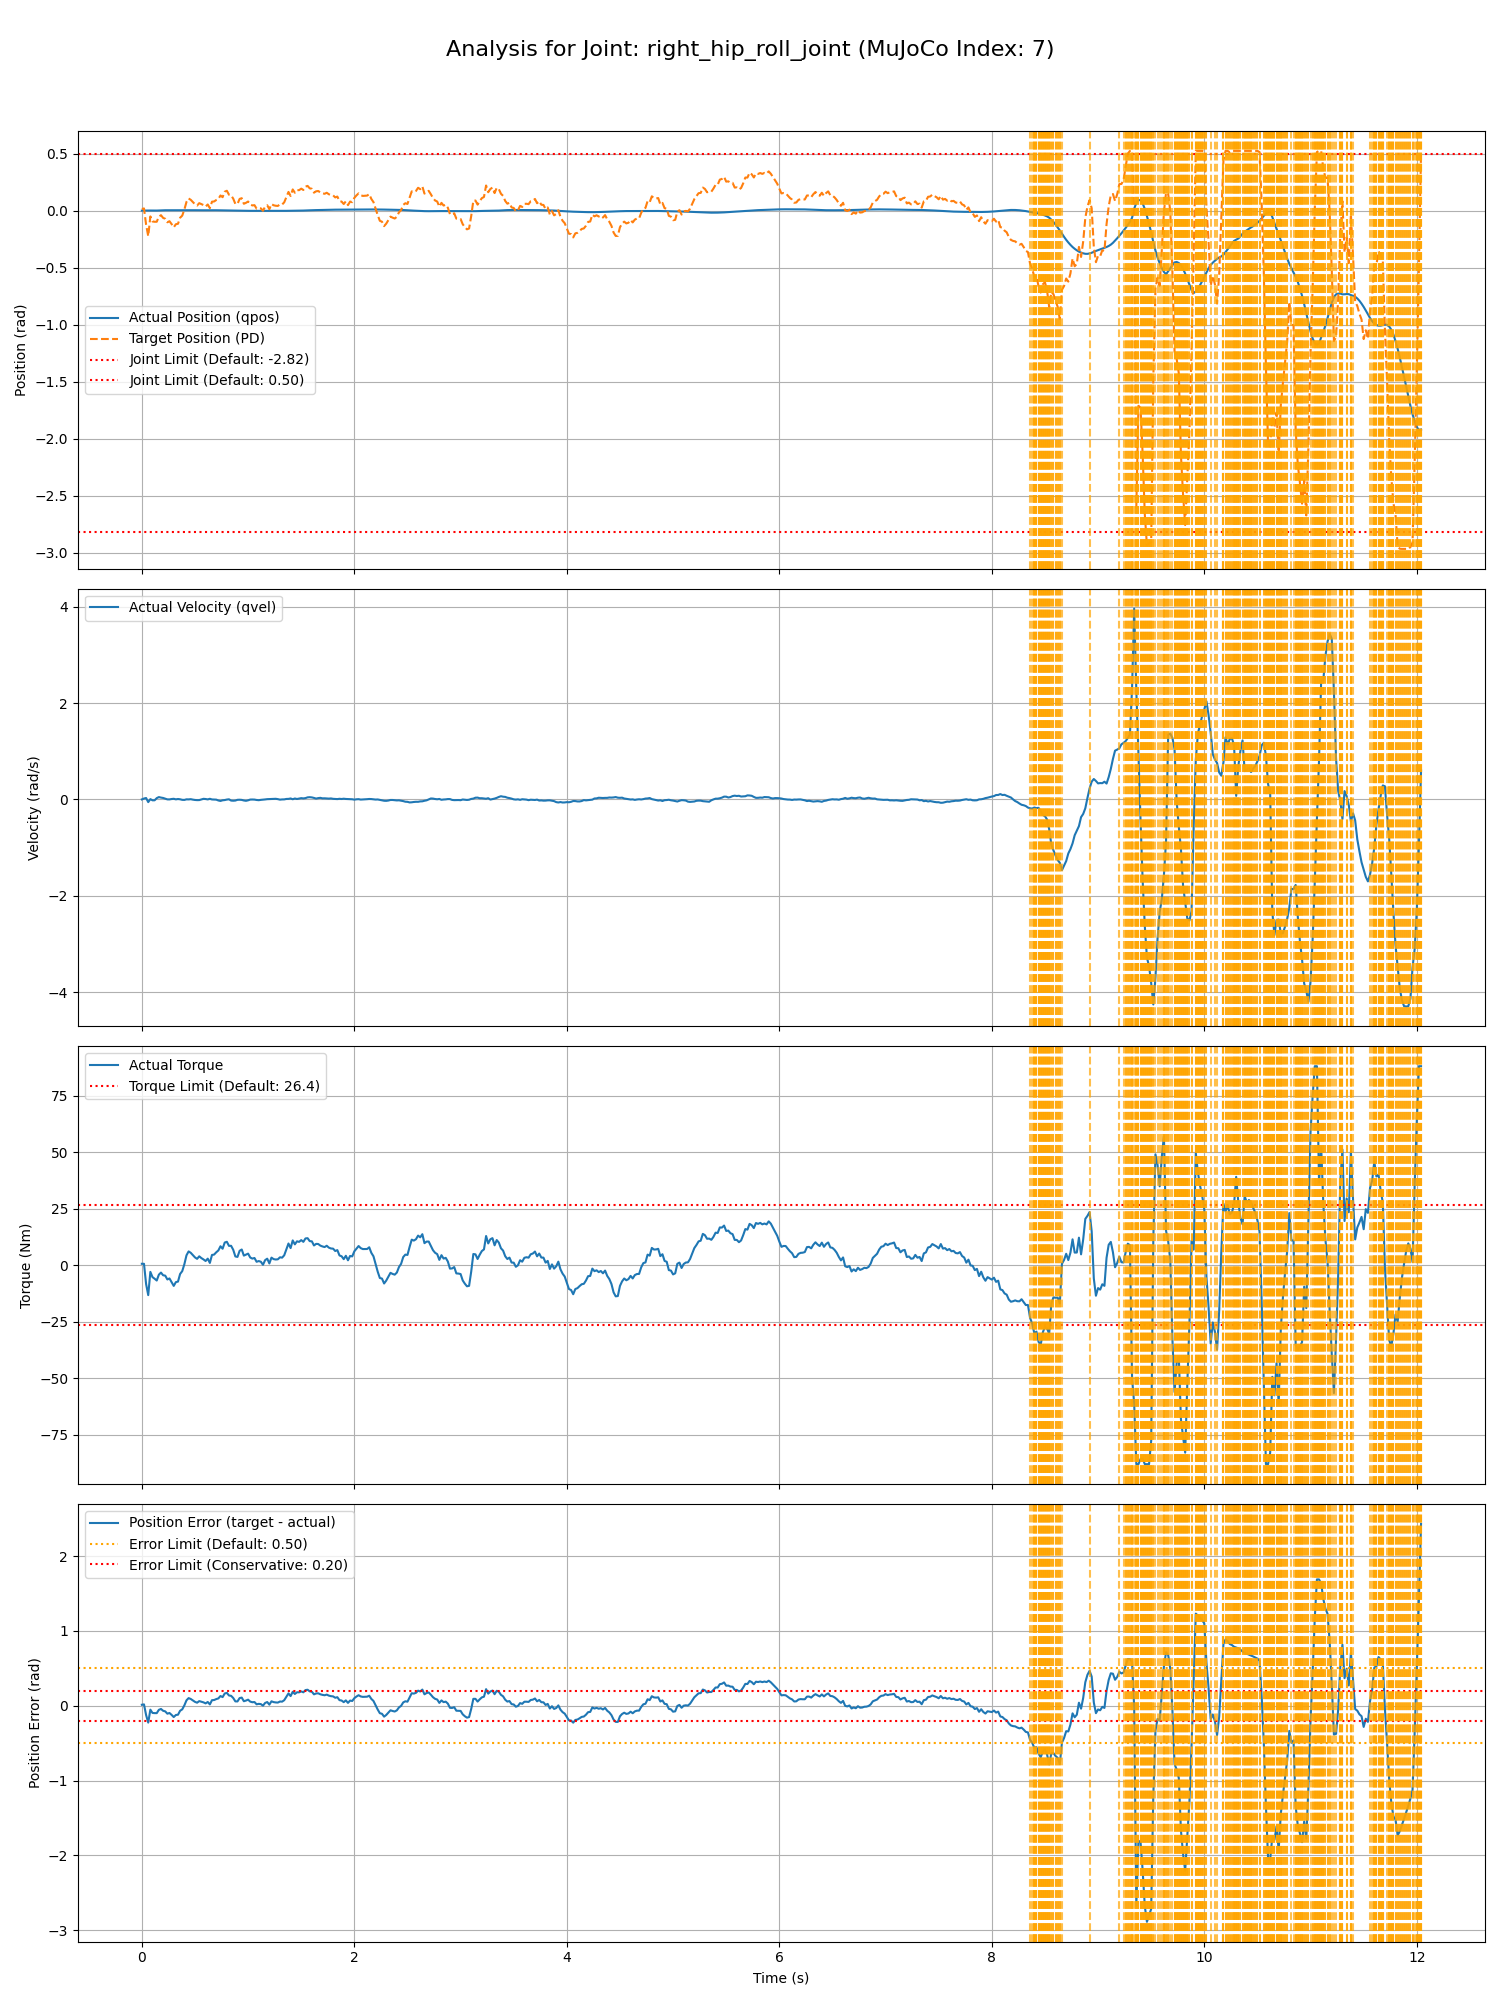 Analysis for Joint: right_hip_roll_joint (MuJoCo Index: 7)
0.5
0.0
−0.5
−1.0
−1.5
−2.0
−2.5
−3.0
Position (rad)
Actual Position (qpos)
Target Position (PD)
Joint Limit (Default: -2.82)
Joint Limit (Default: 0.50)
4
2
0
−2
−4
Velocity (rad/s)
Actual Velocity (qvel)
75
50
25
0
−25
−50
−75
Torque (Nm)
Actual Torque
Torque Limit (Default: 26.4)
2
1
0
−1
−2
−3
Position Error (rad)
Position Error (target - actual)
Error Limit (Default: 0.50)
Error Limit (Conservative: 0.20)
0
2
4
6
8
10
12
Time (s)